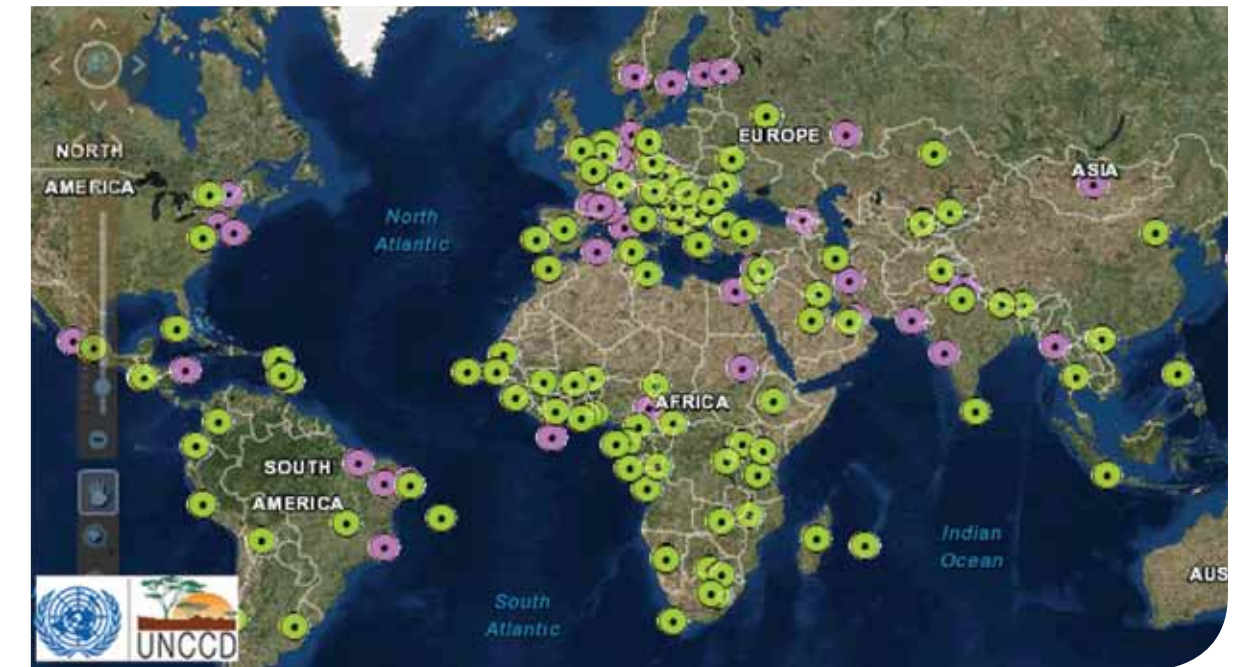 NORTH
AMERICA
North
Atlantic
EUROPE
ASIA
AFRICA
SOUTH
AMERICA
Indian
Ocean
South
Atlantic
AUS
UNCCD